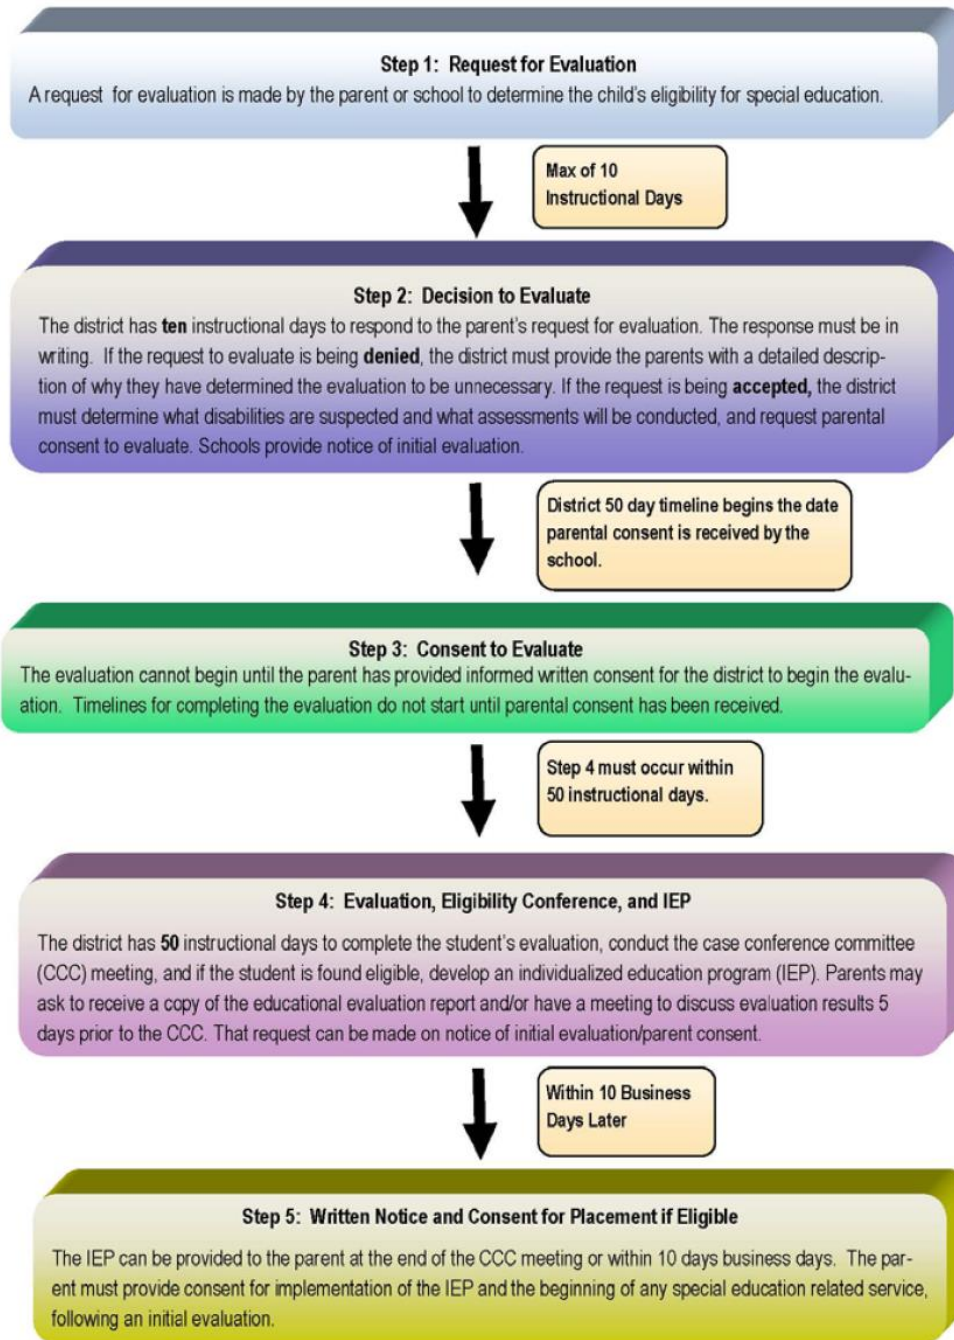 Step 1: Request for Evaluation
A request for evaluation is made by the parent or school to determine the child's eligibility for special education.
Max of 10
Instructional Days
Step 2: Decision to Evaluate
The district has ten instructional days to respond to the parent's request for evaluation. The response must be in
writing. If the request to evaluate is being denied, the district must provide the parents with a detailed descrip-
tion of why they have determined the evaluation to be unnecessary. If the request is being accepted, the district
must determine what disabilities are suspected and what assessments will be conducted, and request parental
consent to evaluate. Schools provide notice of initial evaluation.
District 50 day timeline begins the date
parental consent is received by the
school.
Step 3: Consent to Evaluate
The evaluation cannot begin until the parent has provided informed written consent for the district to begin the evalu-
ation. Timelines for completing the evaluation do not start until parental consent has been received.
Step 4 must occur within
50 instructional days.
Step 4: Evaluation, Eligibility Conference, and IEP
The district has 50 instructional days to complete the student's evaluation, conduct the case conference committee
(CCC) meeting, and if the student is found eligible, develop an individualized education program (IEP). Parents may
ask to receive a copy of the educational evaluation report and/or have a meeting to discuss evaluation results 5
days prior to the CCC. That request can be made on notice of initial evaluation/parent consent.
Within 10 Business
Days Later
Step 5: Written Notice and Consent for Placement if Eligible
The IEP can be provided to the parent at the end of the CCC meeting or within 10 days business days. The par-
ent must provide consent for implementation of the IEP and the beginning of any special education related service,
following an initial evaluation.